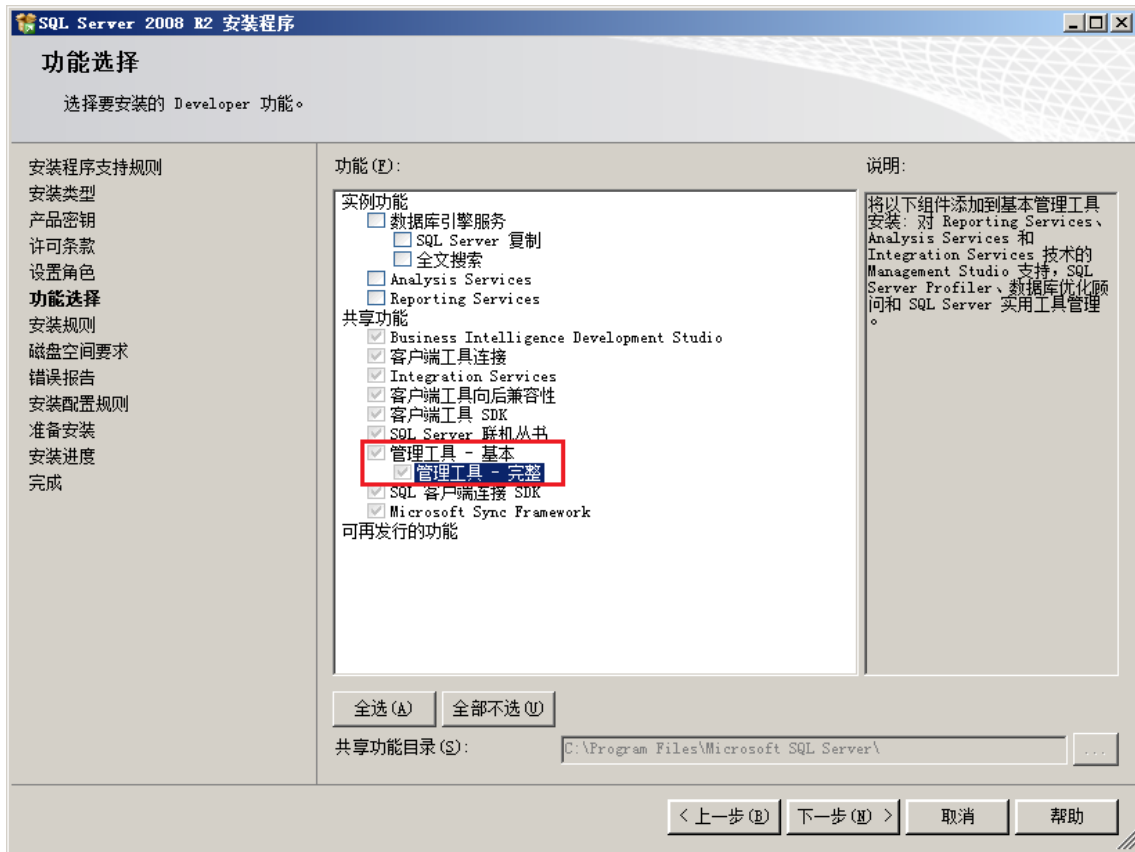 SQL Server 2008 R2 安装程序
功能选择
选择要安装的 Developer 功能。
安装程序支持规则
安装类型
产品密钥
许可条款
设置角色
功能选择
安装规则
磁盘空间要求
错误报告
安装配置规则
准备安装
安装进度
完成
功能(F):
实例功能
数据库引擎服务
SQL Server 复制
全文搜索
Analysis Services
Reporting Services
共享功能
Business Intelligence Development Studio
客户端工具连接
Integration Services
客户端工具向后兼容性
客户端工具 SDK
SQL Server 联机丛书
管理工具 - 基本
管理工具 - 完整
SQL 客户端连接 SDK
Microsoft Sync Framework
可再发行的功能
说明:
将以下组件添加到基本管理工具
安装: 对 Reporting Services、
Analysis Services 和
Integration Services 技术的
Management Studio 支持，SQL
Server Profiler、数据库优化顾
问和 SQL Server 实用工具管理
。
全选(A)
全部不选(U)
共享功能目录(S):
C:\Program Files\Microsoft SQL Server\
...
< 上一步(B)
下一步(N) >
取消
帮助